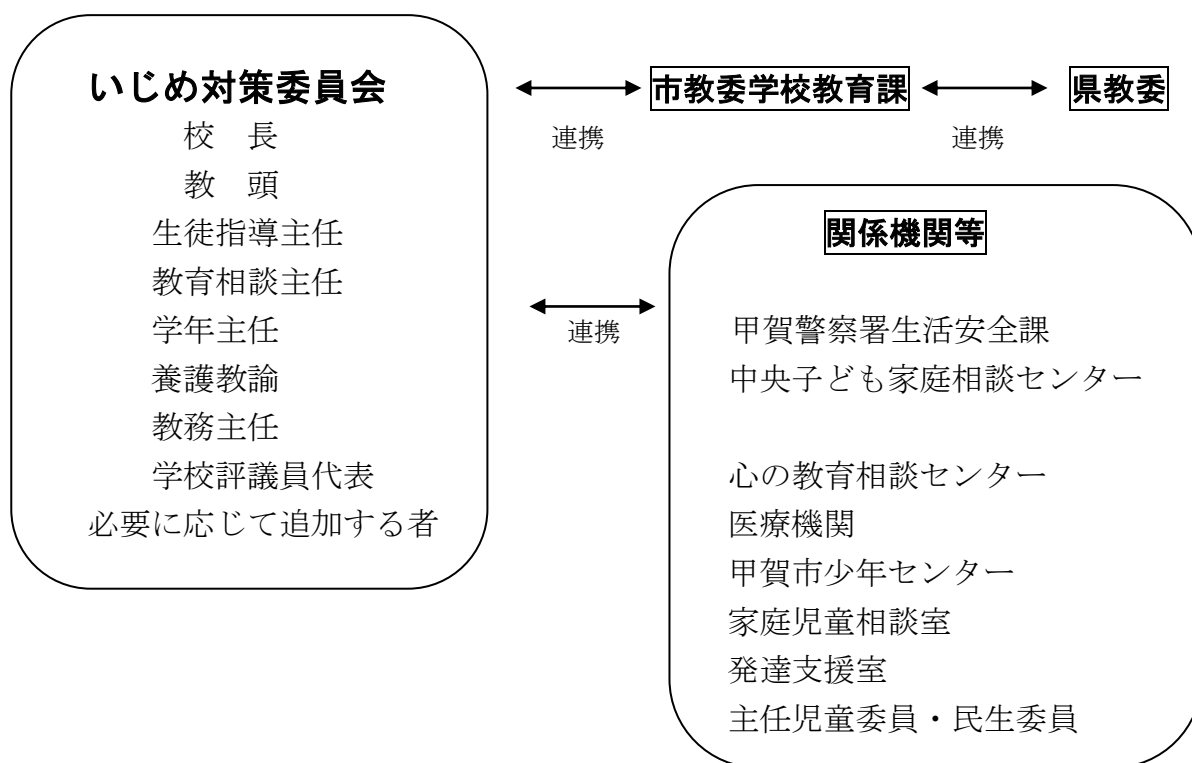 いじめ対策委員会
校　長
教　頭
生徒指導主任
教育相談主任
学年主任
養護教諭
教務主任
学校評議員代表
必要に応じて追加する者
連携
市教委学校教育課
連携
県教委
連携
関係機関等
甲賀警察署生活安全課
中央子ども家庭相談センター
心の教育相談センター
医療機関
甲賀市少年センター
家庭児童相談室
発達支援室
主任児童委員・民生委員